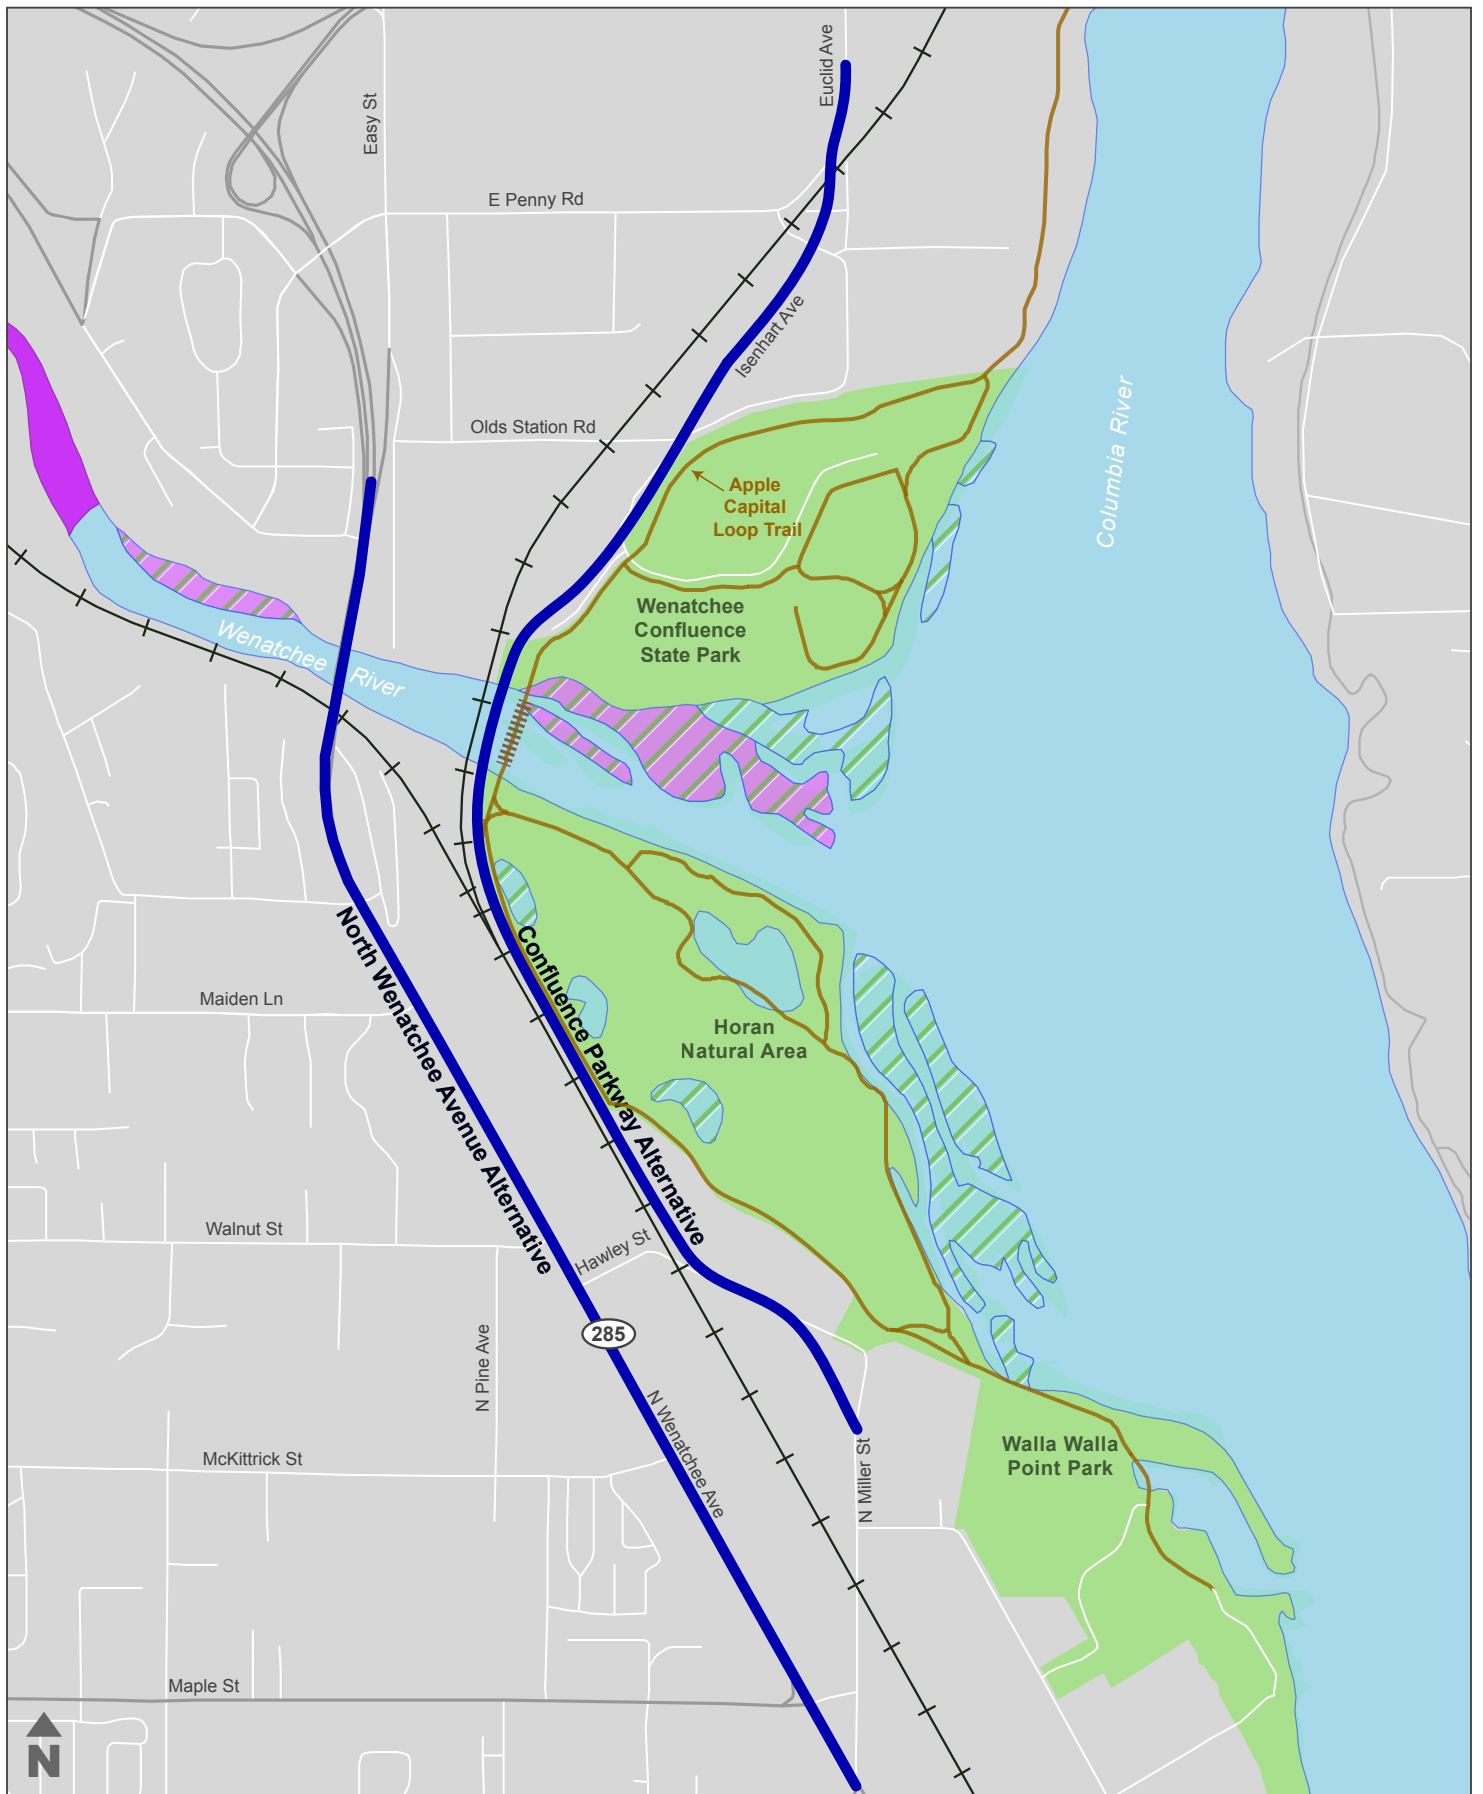 Euclid Ave
Easy St
E Penny Rd
Isenhart Ave
Olds Station Rd
Columbia River
Apple
Capital
Loop Trail
Wenatchee
Confluence
State Park
Wenatchee River
North Wenatchee Avenue Alternative
Confluence Parkway Alternative
Maiden Ln
Horan
Natural Area
Walnut St
Hawley St
285
N Pine Ave
N Wenatchee Ave
McKittrick St
N Miller St
Walla Walla
Point Park
Maple St
N